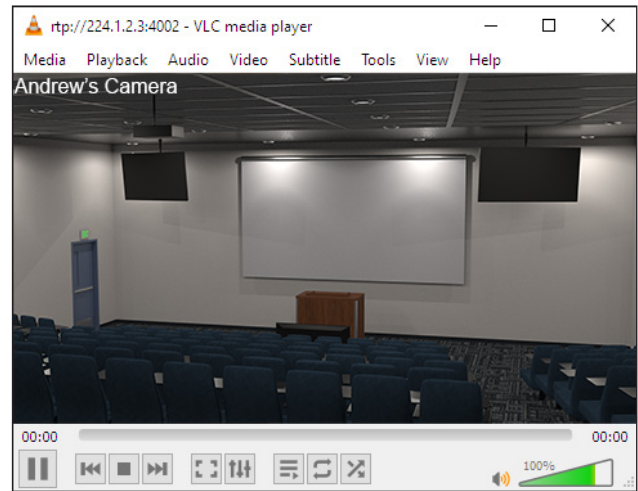 rtp://224.1.2.3:4002 - VLC media player
Media Playback Audio Video Subtitle Tools View Help
Andrew's Camera
00:00 00:00
100%